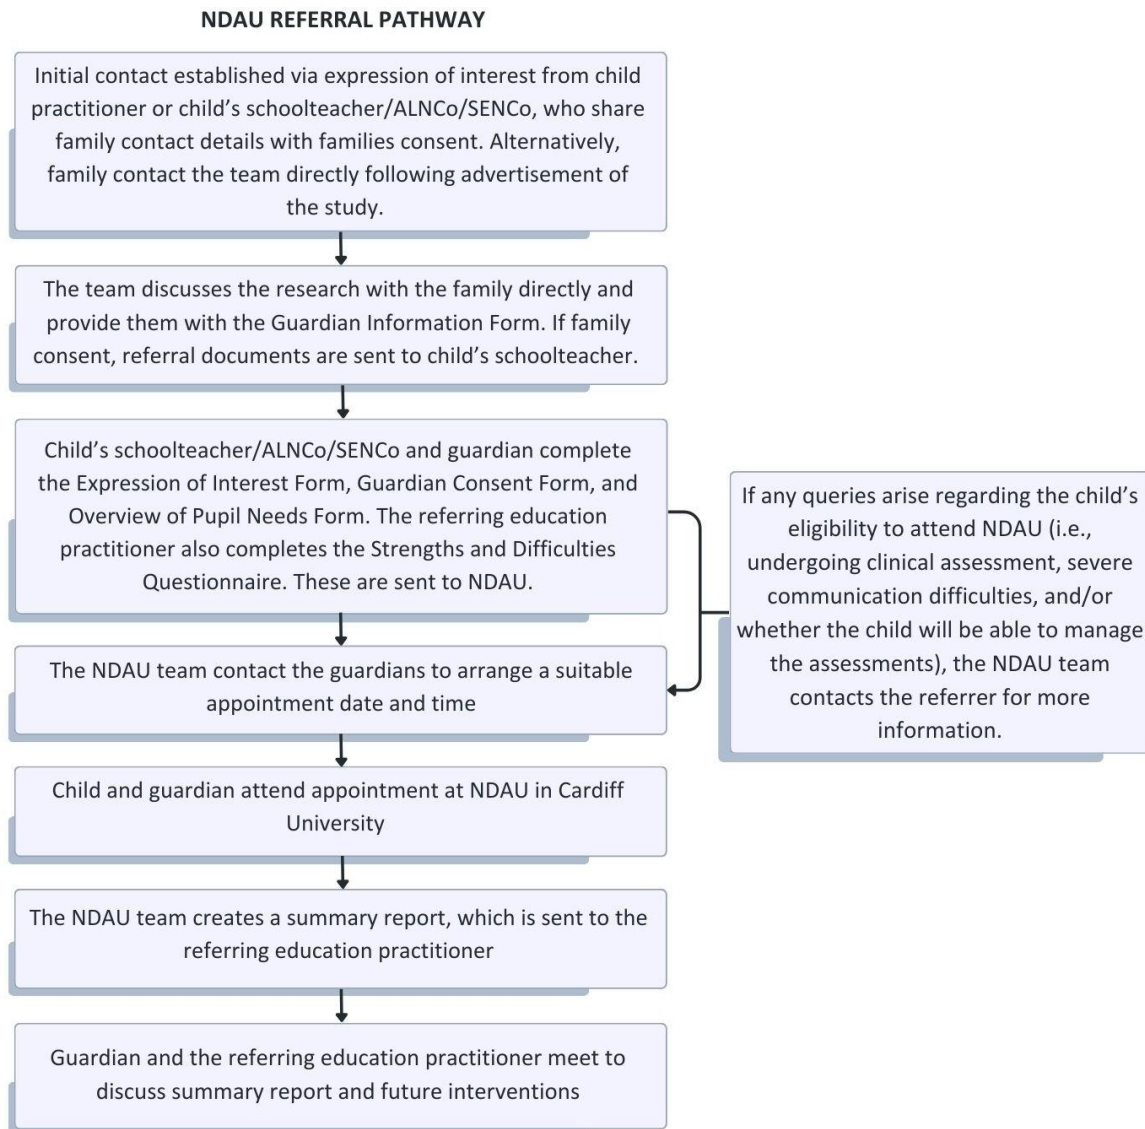 NDAU REFERRAL PATHWAY
Initial contact established via expression of interest from child
practitioner or child's schoolteacher/ALNCo/SENCo, who share
family contact details with families consent. Alternatively,
family contact the team directly following advertisement of
the study.
The team discusses the research with the family directly and
provide them with the Guardian Information Form. If family
consent, referral documents are sent to child's schoolteacher.
Child's schoolteacher/ALNCo/SENCo and guardian complete
the Expression of Interest Form, Guardian Consent Form, and
Overview of Pupil Needs Form. The referring education
practitioner also completes the Strengths and Difficulties
Questionnaire. These are sent to NDAU.
If any queries arise regarding the child's
eligibility to attend NDAU (i.e.,
undergoing clinical assessment, severe
communication difficulties, and/or
whether the child will be able to manage
the assessments), the NDAU team
contacts the referrer for more
information.
The NDAU team contact the guardians to arrange a suitable
appointment date and time
Child and guardian attend appointment at NDAU in Cardiff
University
The NDAU team creates a summary report, which is sent to the
referring education practitioner
Guardian and the referring education practitioner meet to
discuss summary report and future interventions